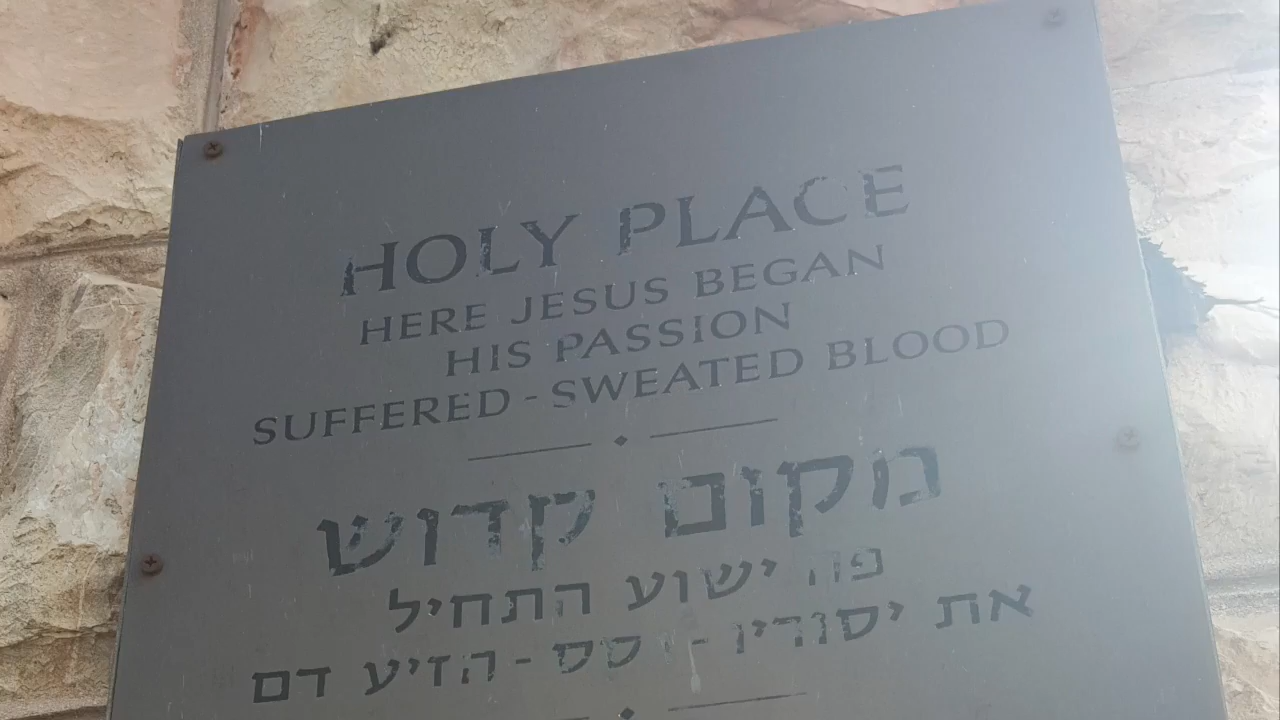 HOLY PLACE
HERE JESUS BEGAN
HIS PASSION
SUFFERED - SWEATED BLOOD
מקום קדוש
פה ישוע התחיל
את יסוריו - - הזיע דם